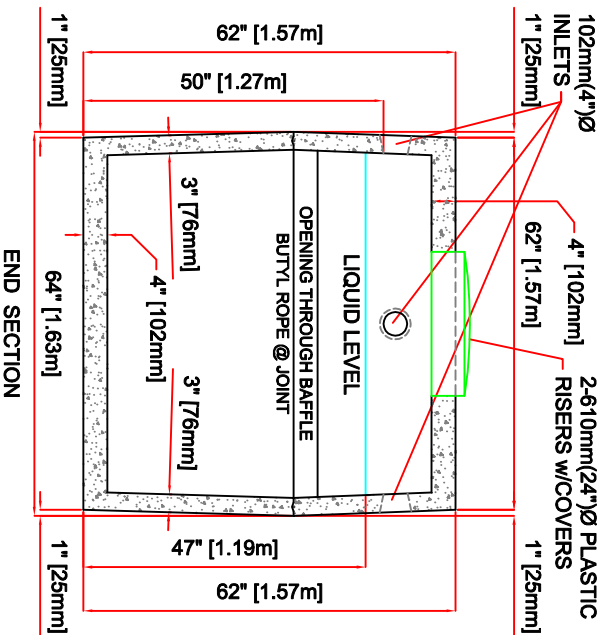 102mm(4")Ø
INLETS
1" [25mm]
4" [102mm]
62" [1.57m]
2-610mm(24")Ø PLASTIC
RISERS w/COVERS
1" [25mm]
62" [1.57m]
50" [1.27m]
LIQUID LEVEL
OPENING THROUGH BAFFLE
BUTYL ROPE @ JOINT
47" [1.19m]
62" [1.57m]
3" [76mm]
3" [76mm]
4" [102mm]
1" [25mm]
64" [1.63m]
1" [25mm]
END SECTION